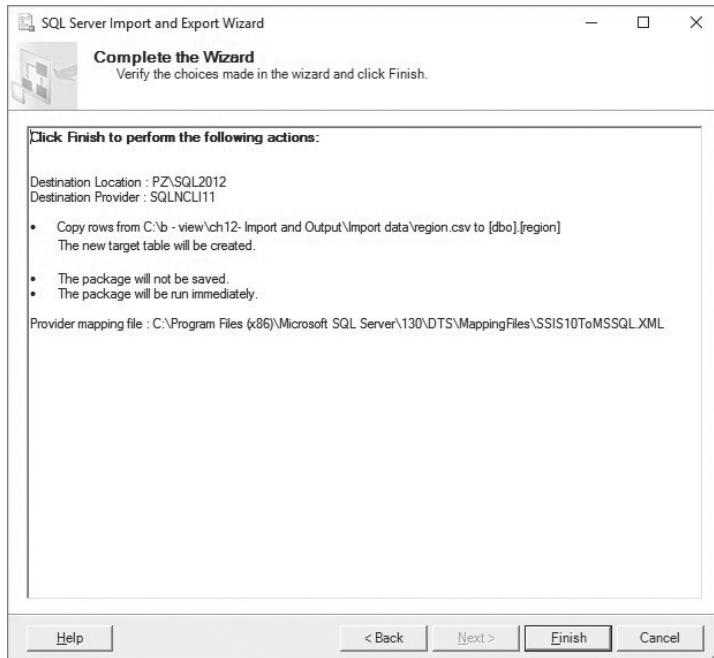 SQL Server Import and Export Wizard
Complete the Wizard
Verify the choices made in the wizard and click Finish.
Click Finish to perform the following actions:
Destination Location : PZ\SQL2012
Destination Provider : SQLNCLI11
• Copy rows from C:\b - view\ch12- Import and Output\Import data\region.csv to [dbo].[region]
The new target table will be created.
• The package will not be saved.
• The package will be run immediately.
Provider mapping file : C:\Program Files (x86)\Microsoft SQL Server\130\DTS\MappingFiles\SSIS10ToMSSQL.XML
Help < Back Next > Finish Cancel